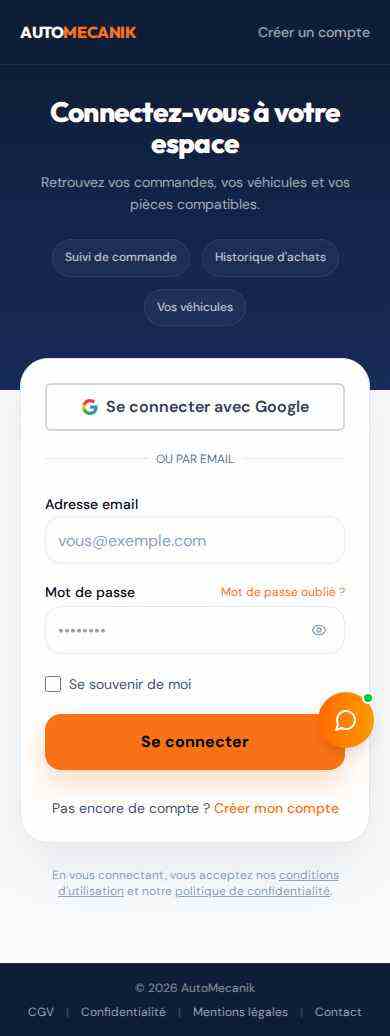 AUTOMECANIK
Créer un compte
Connectez-vous à votre
espace
Retrouvez vos commandes, vos véhicules et vos
pièces compatibles.
Suivi de commande
Historique d'achats
Vos véhicules
Se connecter avec Google
OU PAR EMAIL
Adresse email
vous@exemple.com
Mot de passe
Mot de passe oublié ?
••••••••
Se souvenir de moi
Se connecter
Pas encore de compte ? Créer mon compte
En vous connectant, vous acceptez nos conditions
d'utilisation et notre politique de confidentialité.
© 2026 AutoMecanik
CGV | Confidentialité | Mentions légales | Contact